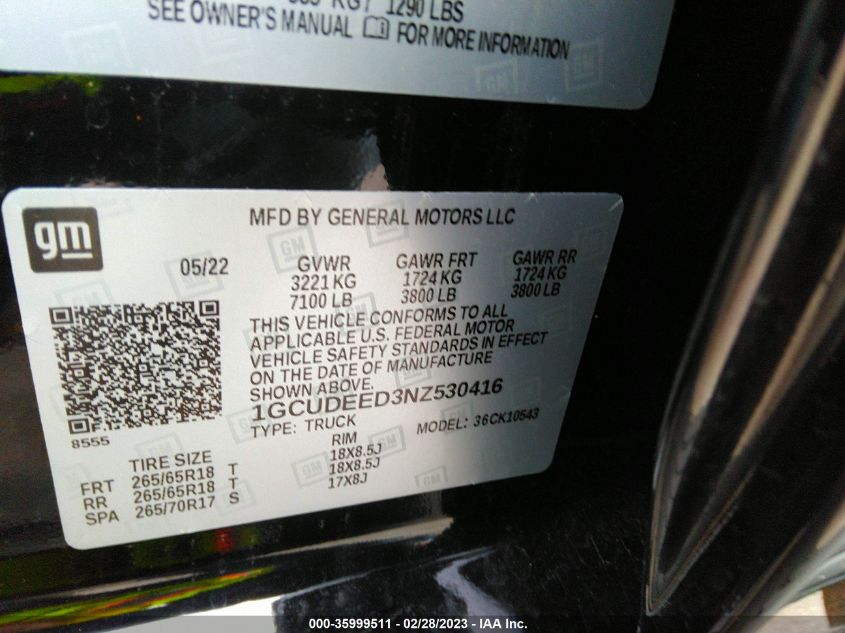 KG / 1290 LBS
SEE OWNER'S MANUAL FOR MORE INFORMATION
gm
MFD BY GENERAL MOTORS LLC
05/22 GVWR GAWR FRT GAWR RR
3221 KG 1724 KG 1724 KG
7100 LB 3800 LB 3800 LB
THIS VEHICLE CONFORMS TO ALL
APPLICABLE U.S. FEDERAL MOTOR
VEHICLE SAFETY STANDARDS IN EFFECT
ON THE DATE OF MANUFACTURE
SHOWN ABOVE.
1GCUDEED3NZ530416
8555
TYPE: TRUCK MODEL: 36CK10543
TIRE SIZE RIM
FRT 265/65R18 T 18X8.5J
RR 265/65R18 T 18X8.5J
SPA 265/70R17 S 17X8J
000-35999511 - 02/28/2023 - IAA Inc.